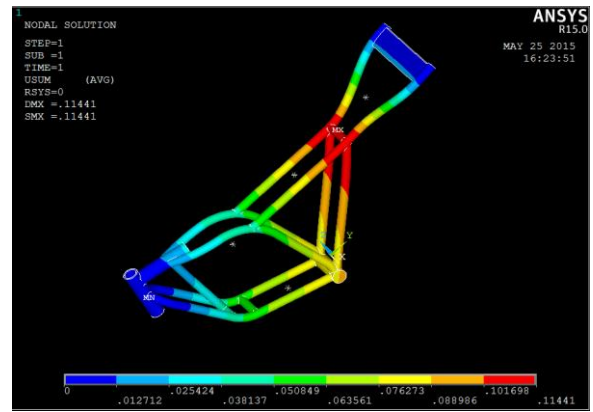 1
NODAL SOLUTION
STEP=1
SUB =1
TIME=1
USUM (AVG)
RSYS=0
DMX =.11441
SMX =.11441
ANSYS
R15.0
MAY 25 2015
16:23:51
MX
Y
X
MN
0 .025424 .050849 .076273 .101698
.012712 .038137 .063561 .088986 .11441